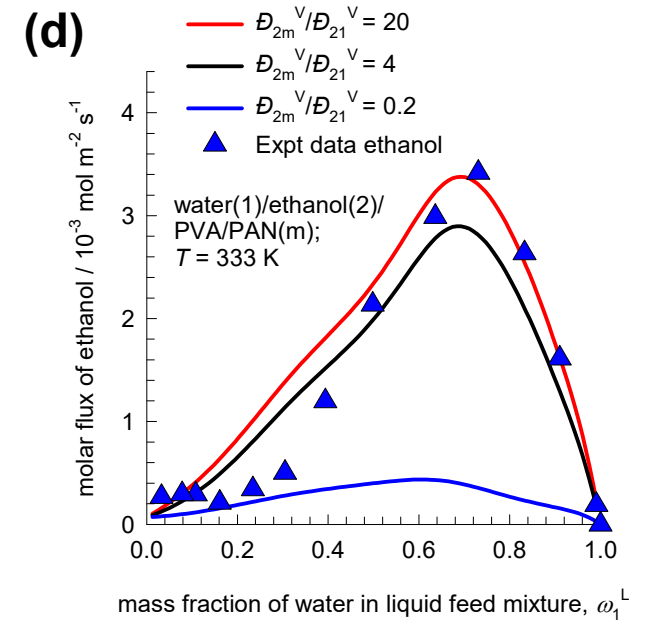 (d)
Đ2mV/Đ21V = 20
Đ2mV/Đ21V = 4
Đ2mV/Đ21V = 0.2
Expt data ethanol
water(1)/ethanol(2)/
PVA/PAN(m);
T = 333 K
molar flux of ethanol / 10-3 mol m-2 s-1
4
3
2
1
0
0.0 0.2 0.4 0.6 0.8 1.0
mass fraction of water in liquid feed mixture, ω1L